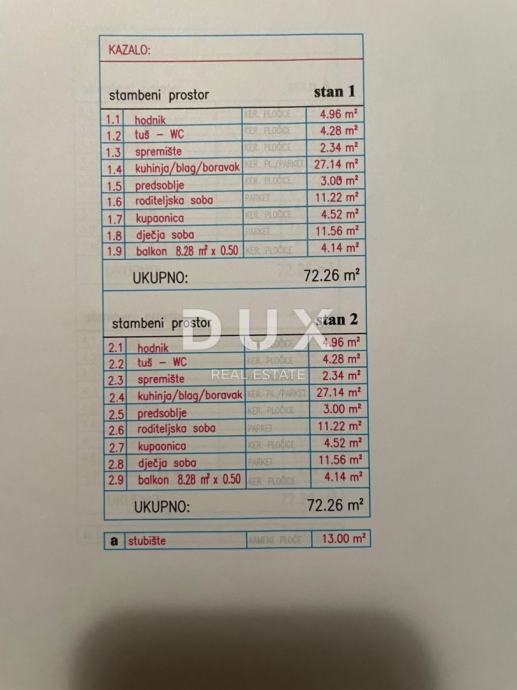 KAZALO:
stambeni prostor stan 1
1.1 hodnik KER. PLOČICE 4.96 m²
1.2 tuš - WC KER. PLOČICE 4.28 m²
1.3 spremište KER. PLOČICE 2.34 m²
1.4 kuhinja/blag/boravak KER. PL./PARKET 27.14 m²
1.5 predsoblje KER. PLOČICE 3.00 m²
1.6 roditeljska soba PARKET 11.22 m²
1.7 kupaonica KER. PLOČICE 4.52 m²
1.8 dječja soba PARKET 11.56 m²
1.9 balkon 8.28 m² x 0.50 KER. PLOČICE 4.14 m²
UKUPNO: 72.26 m²
stambeni prostor stan 2
DUX
REAL ESTATE
2.1 hodnik KER. PLOČICE 4.96 m²
2.2 tuš - WC KER. PLOČICE 4.28 m²
2.3 spremište 2.34 m²
2.4 kuhinja/blag/boravak KER. PL./PARKET 27.14 m²
2.5 predsoblje KER. PLOČICE 3.00 m²
2.6 roditeljska soba PARKET 11.22 m²
2.7 kupaonica KER. PLOČICE 4.52 m²
2.8 dječja soba PARKET 11.56 m²
2.9 balkon 8.28 m² x 0.50 KER. PLOČICE 4.14 m²
UKUPNO: 72.26 m²
a stubište KAMENE PLOČE 13.00 m²